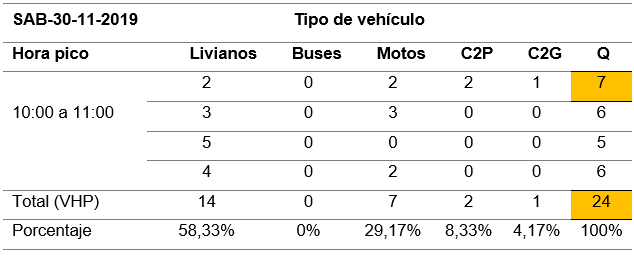 SAB-30-11-2019 Tipo de vehículo
Hora pico Livianos Buses Motos C2P C2G Q
2 0 2 2 1 7
10:00 a 11:00 3 0 3 0 0 6
5 0 0 0 0 5
4 0 2 0 0 6
Total (VHP) 14 0 7 2 1 24
Porcentaje 58,33% 0% 29,17% 8,33% 4,17% 100%